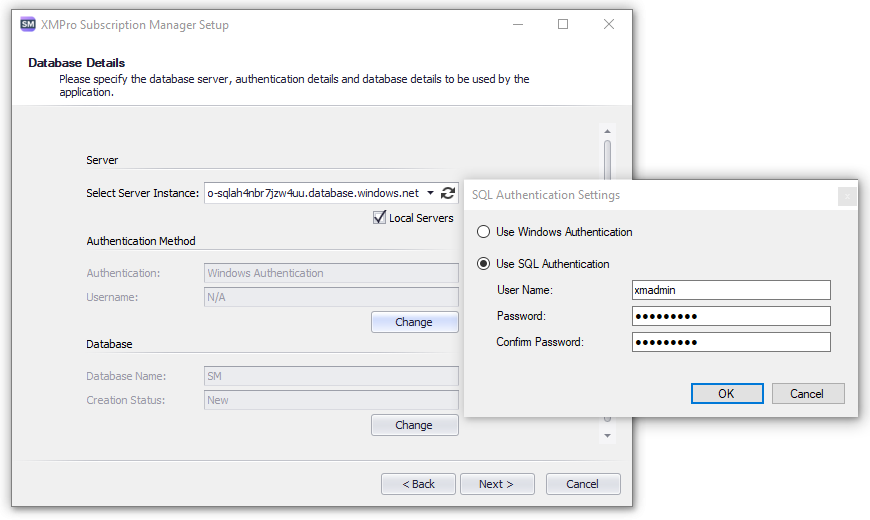 SM XMPro Subscription Manager Setup
Database Details
Please specify the database server, authentication details and database details to be used by the
application.
Server
Select Server Instance: o-sqlah4nbr7jzw4uu.database.windows.net
Local Servers
Authentication Method
Authentication: Windows Authentication
Username: N/A
Change
Database
Database Name: SM
Creation Status: New
Change
< Back Next > Cancel
SQL Authentication Settings
Use Windows Authentication
Use SQL Authentication
User Name: xmadmin
Password: ●●●●●●●●●
Confirm Password: ●●●●●●●●●
OK Cancel